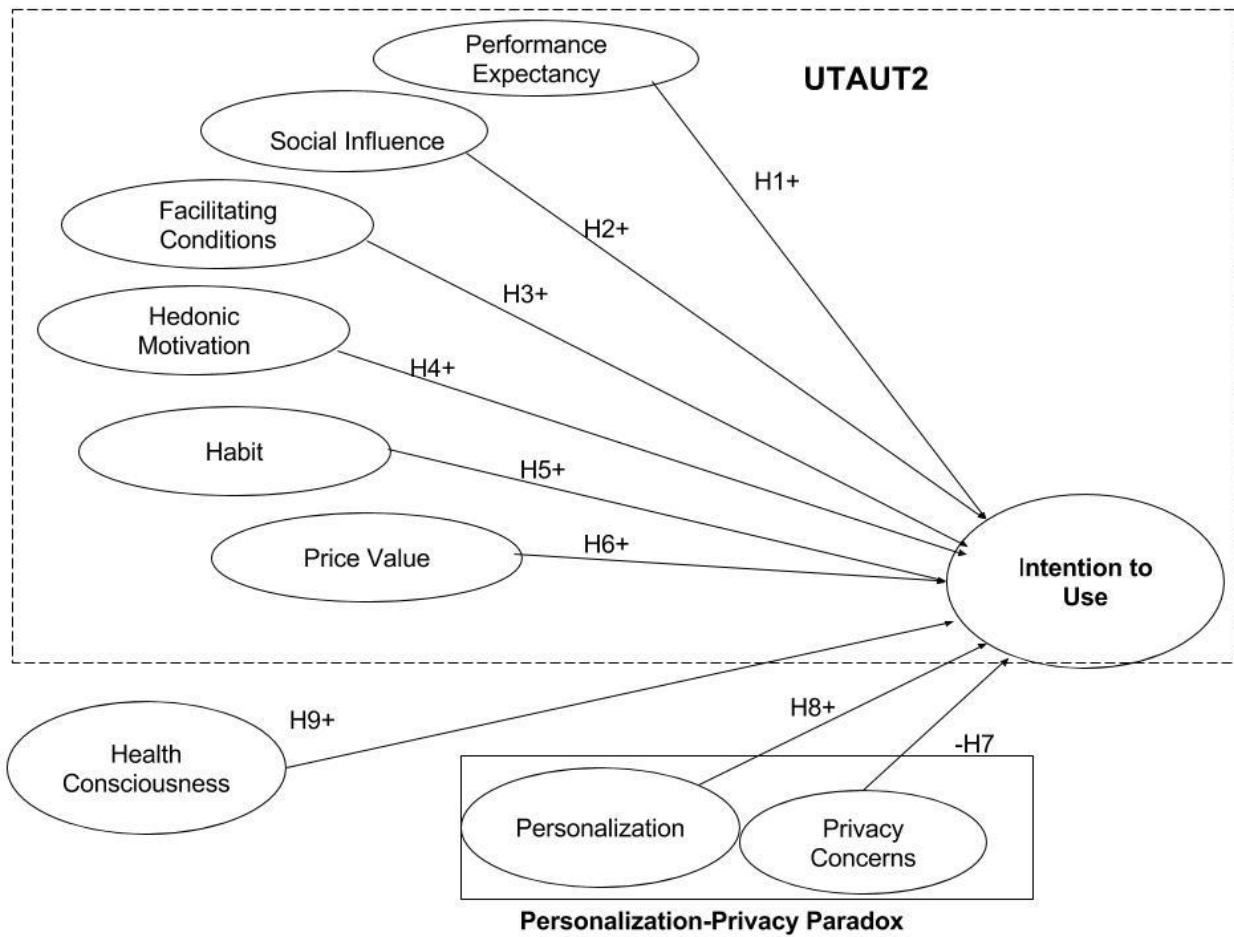 Performance
Expectancy
UTAUT2
Social Influence
H1+
Facilitating
Conditions
H2+
H3+
Hedonic
Motivation
H4+
Habit
H5+
Price Value
H6+
Intention to
Use
H9+
H8+
-H7
Health
Consciousness
Personalization
Privacy
Concerns
Personalization-Privacy Paradox